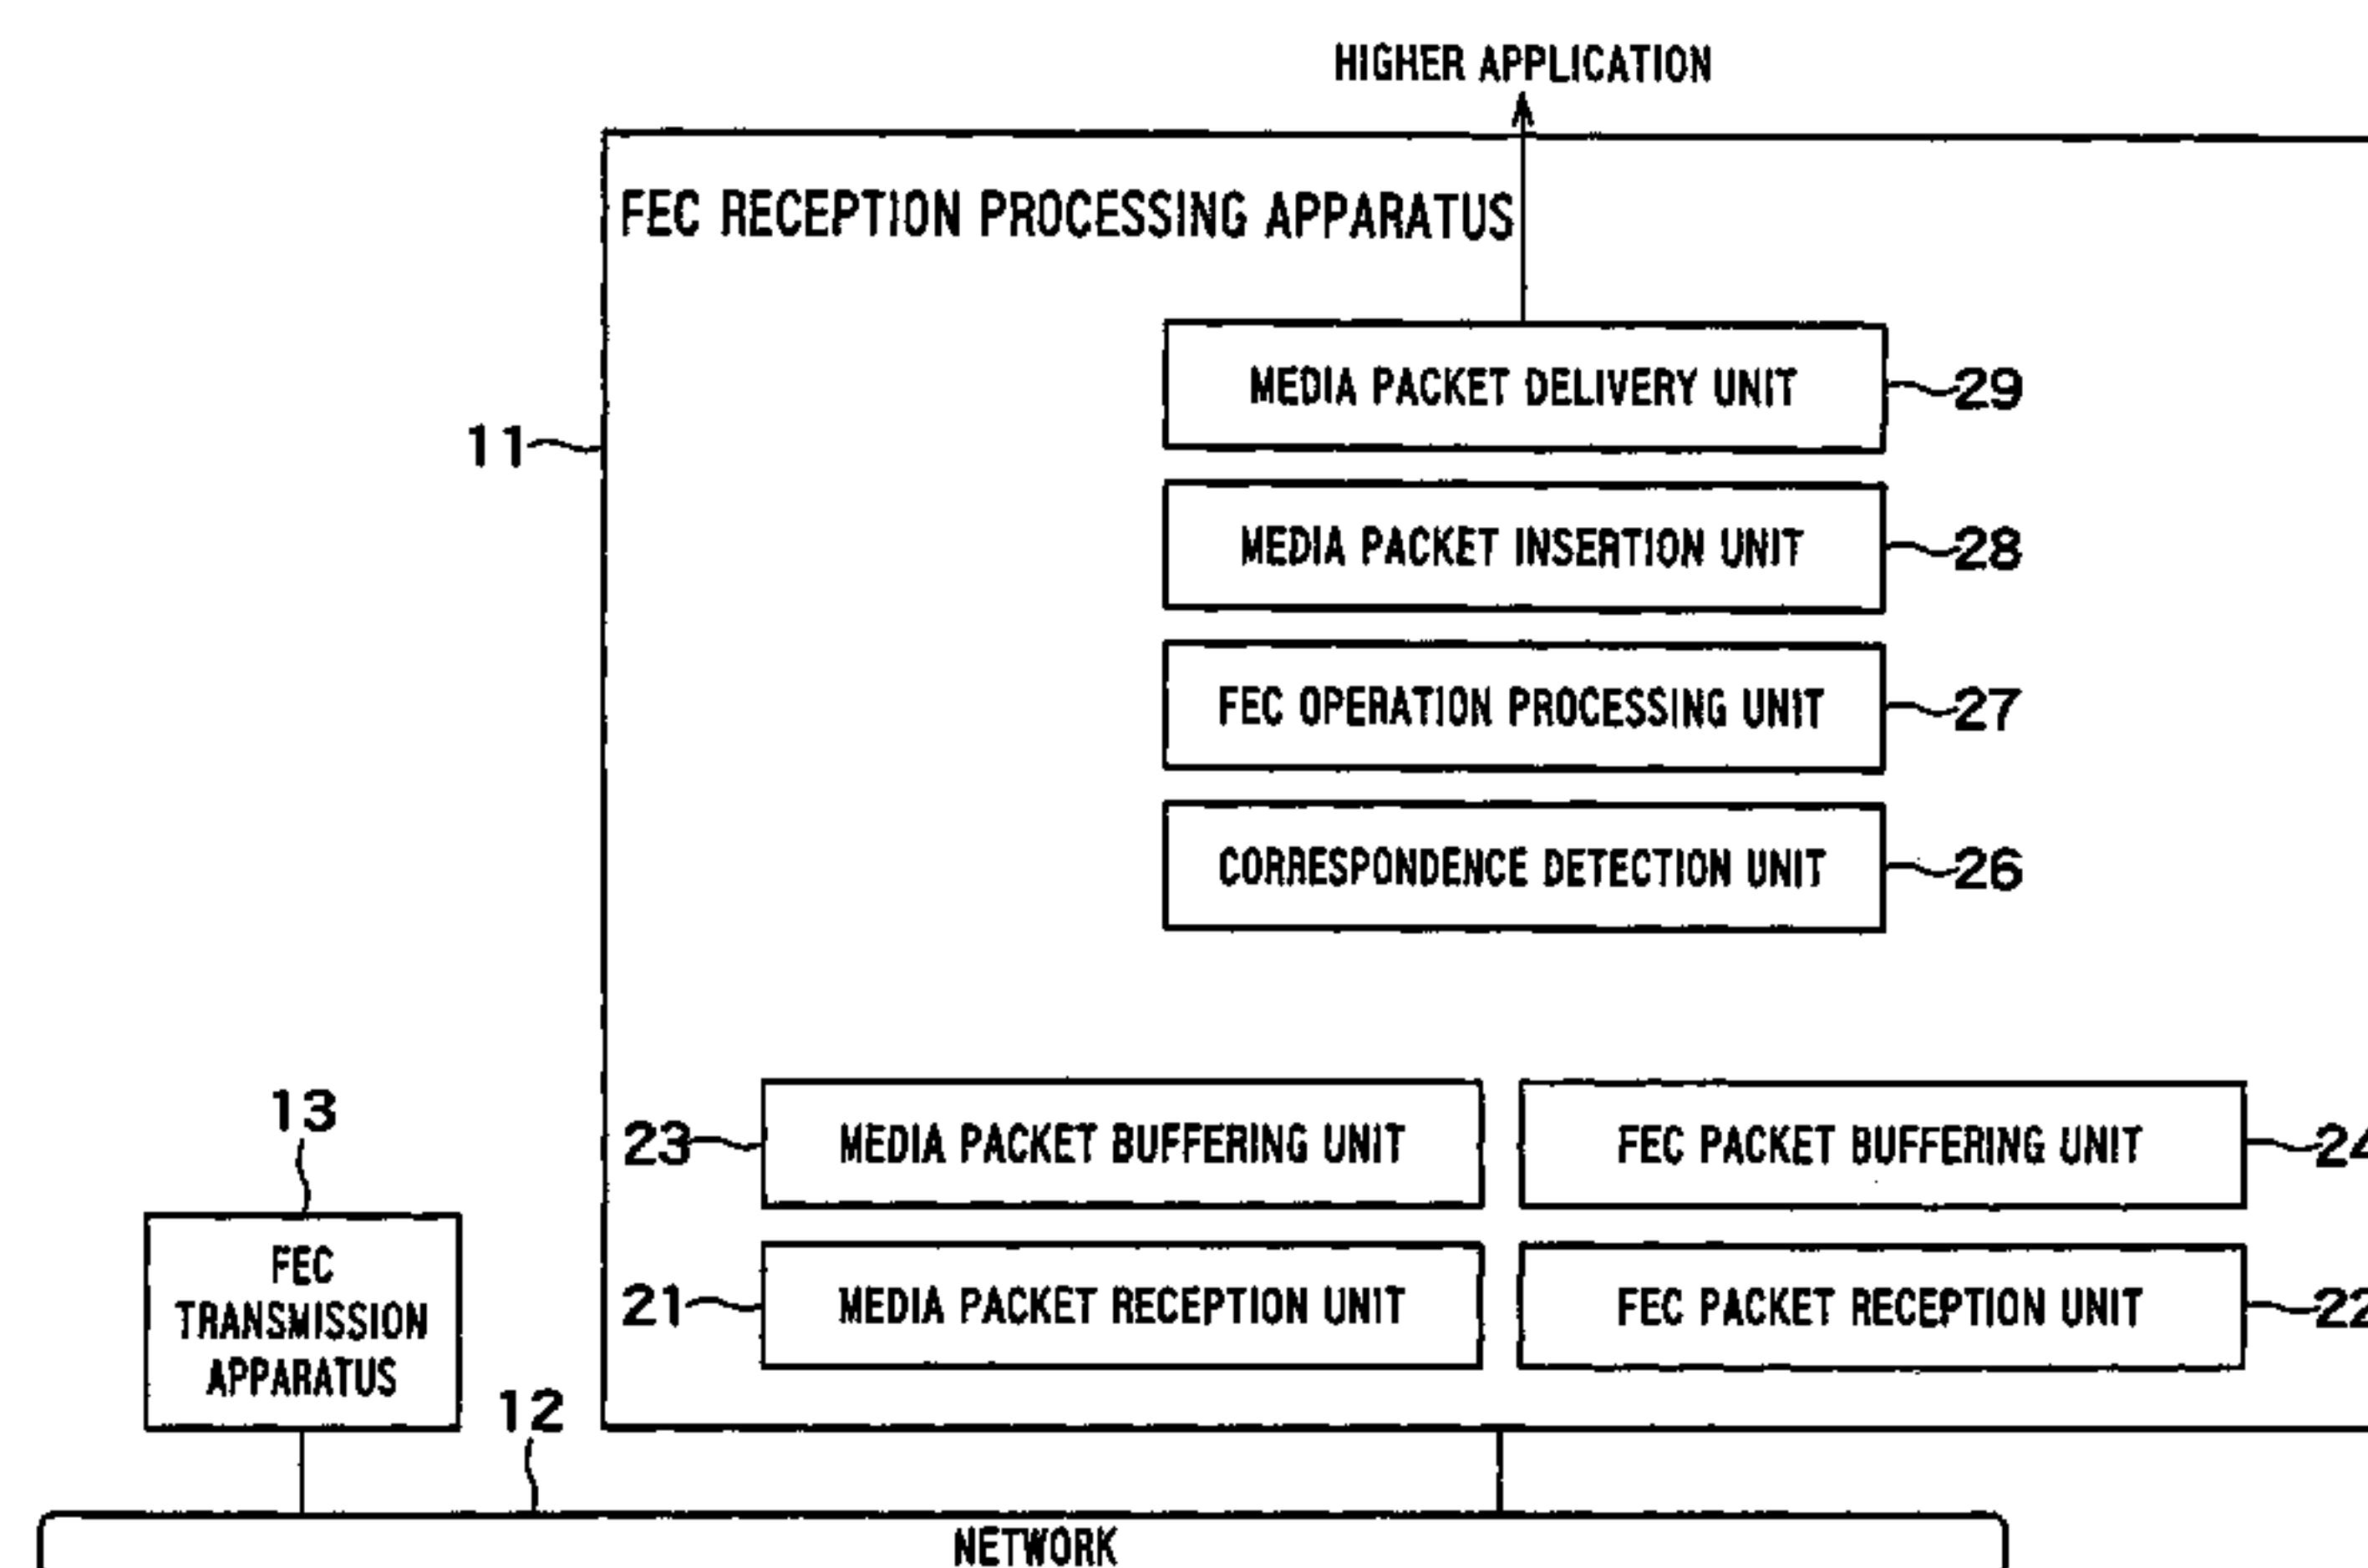 HIGHER APPLICATION
FEC RECEPTION PROCESSING APPARATUS
MEDIA PACKET DELIVERY UNIT
29
11
MEDIA PACKET INSERTION UNIT
28
FEC OPERATION PROCESSING UNIT
27
CORRESPONDENCE DETECTION UNIT
26
13
23
MEDIA PACKET BUFFERING UNIT
FEC PACKET BUFFERING UNIT
24
FEC
TRANSMISSION
APPARATUS
21
MEDIA PACKET RECEPTION UNIT
FEC PACKET RECEPTION UNIT
22
12
NETWORK